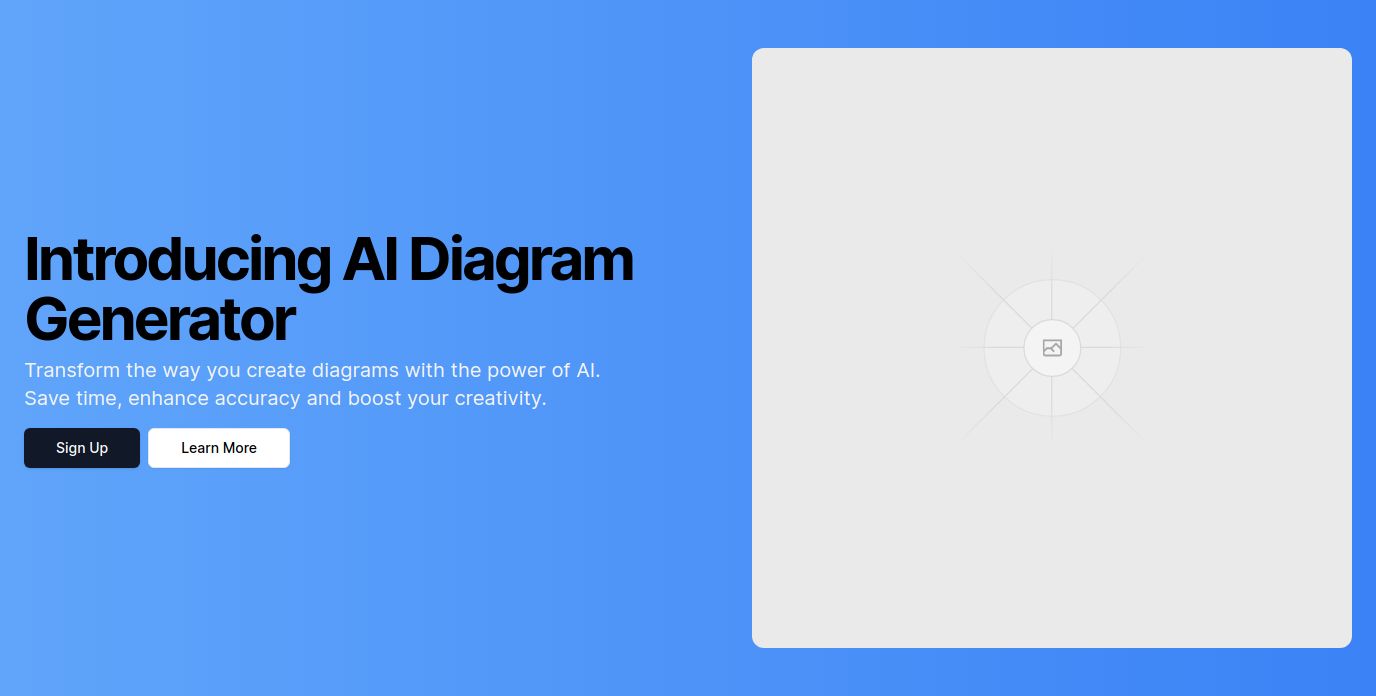 Introducing AI Diagram
Generator
Transform the way you create diagrams with the power of AI.
Save time, enhance accuracy and boost your creativity.
Sign Up
Learn More